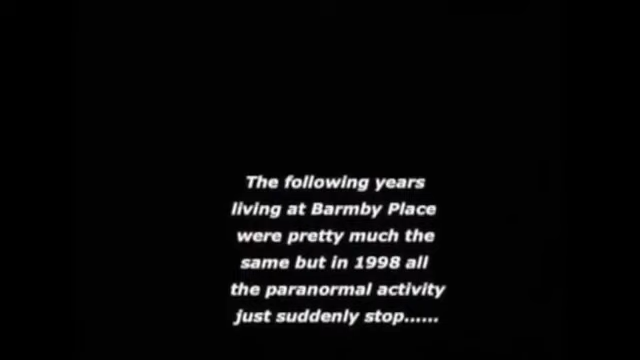 The following years
living at Barmby Place
were pretty much the
same but in 1998 all
the paranormal activity
just suddenly stop......